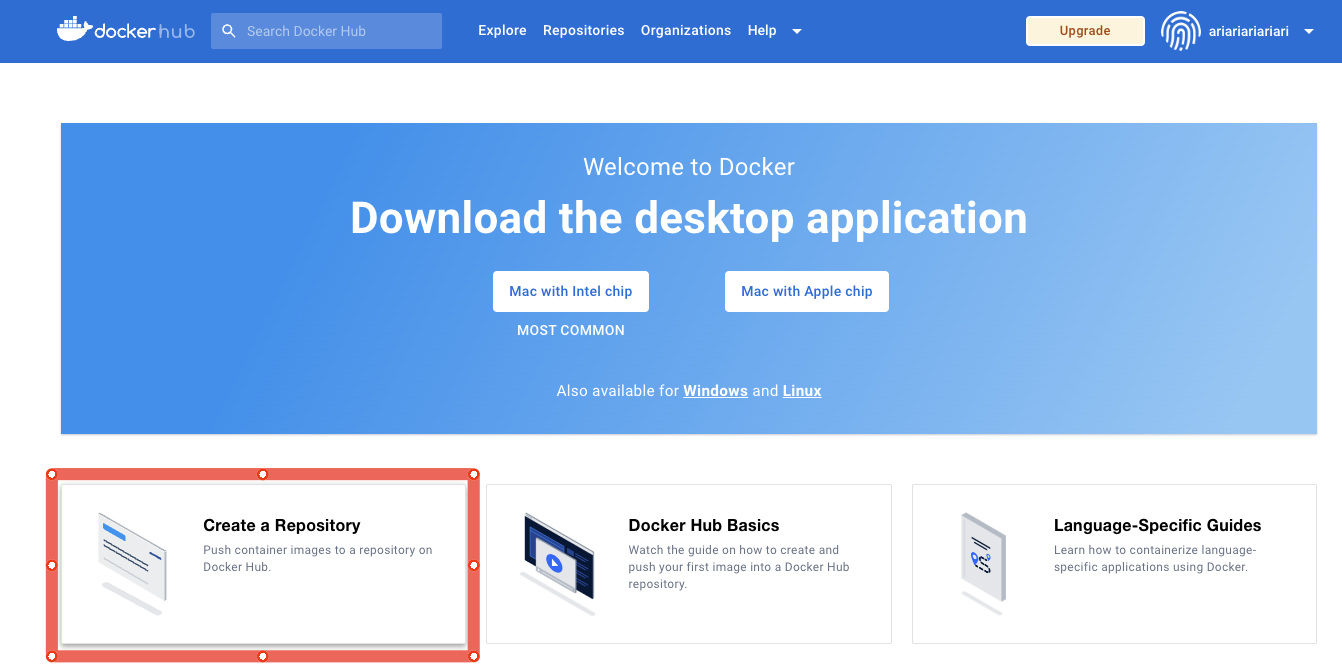 dockerhub Search Docker Hub Explore Repositories Organizations Help Upgrade ariariariariari
Welcome to Docker
Download the desktop application
Mac with Intel chip Mac with Apple chip
MOST COMMON
Also available for Windows and Linux
Create a Repository
Push container images to a repository on
Docker Hub.
Docker Hub Basics
Watch the guide on how to create and
push your first image into a Docker Hub
repository.
Language-Specific Guides
Learn how to containerize language-
specific applications using Docker.